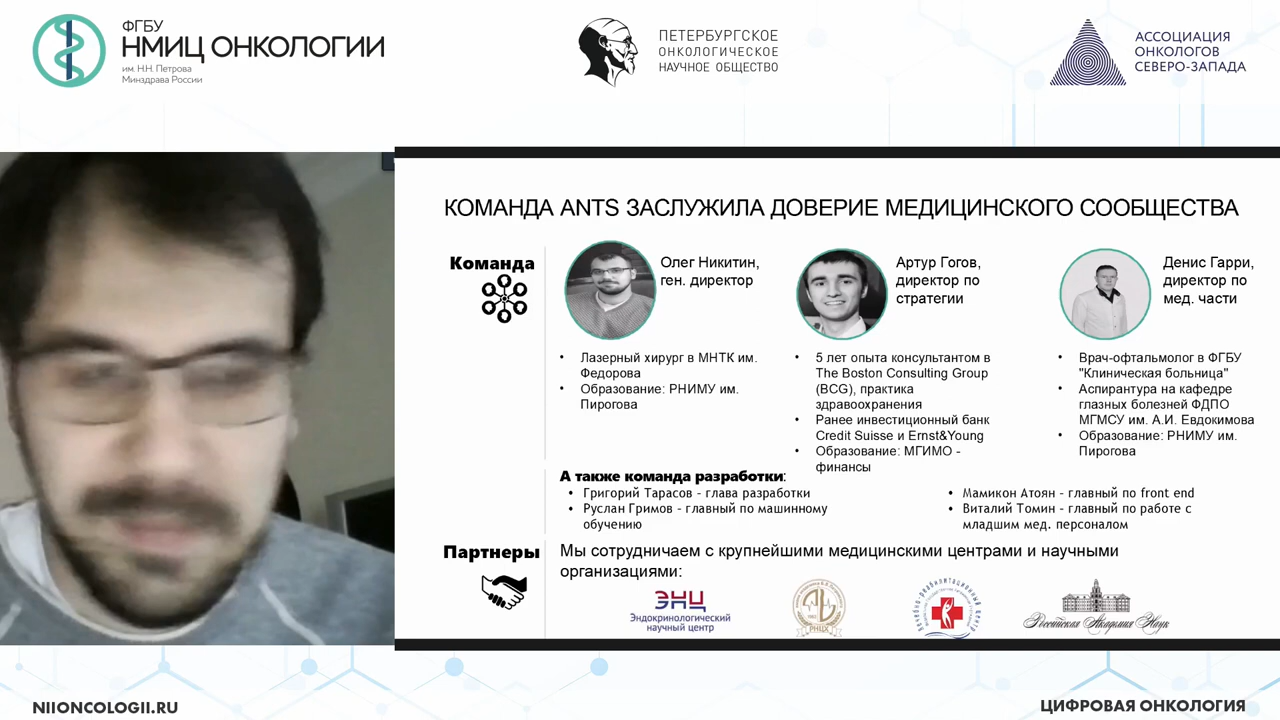 ФГБУ
НМИЦ ОНКОЛОГИИ
им. Н.Н. Петрова
Минздрава России
ПЕТЕРБУРГСКОЕ
ОНКОЛОГИЧЕСКОЕ
НАУЧНОЕ ОБЩЕСТВО
АССОЦИАЦИЯ
ОНКОЛОГОВ
СЕВЕРО-ЗАПАДА
КОМАНДА ANTS ЗАСЛУЖИЛА ДОВЕРИЕ МЕДИЦИНСКОГО СООБЩЕСТВА
Команда
Олег Никитин,
ген. директор
• Лазерный хирург в МНТК им.
Федорова
• Образование: РНИМУ им.
Пирогова
Артур Гогов,
директор по
стратегии
• 5 лет опыта консультантом в
The Boston Consulting Group
(BCG), практика
здравоохранения
• Ранее инвестиционный банк
Credit Suisse и Ernst&Young
• Образование: МГИМО -
финансы
Денис Гарри,
директор по
мед. части
• Врач-офтальмолог в ФГБУ
"Клиническая больница"
• Аспирантура на кафедре
глазных болезней ФДПО
МГМСУ им. А.И. Евдокимова
• Образование: РНИМУ им.
Пирогова
А также команда разработки:
• Григорий Тарасов - глава разработки
• Руслан Гримов - главный по машинному
обучению
• Мамикон Атоян - главный по front end
• Виталий Томин - главный по работе с
младшим мед. персоналом
Партнеры
Мы сотрудничаем с крупнейшими медицинскими центрами и научными
организациями:
ЭНЦ
Эндокринологический
научный центр
РНЦХ
Российская Академия Наук
NIIONCOLOGII.RU
ЦИФРОВАЯ ОНКОЛОГИЯ